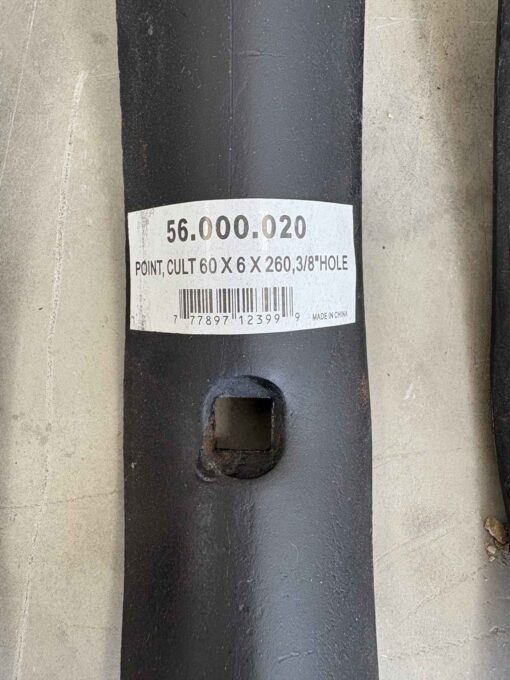 56.000.020
POINT, CULT 60 X 6 X 260,3/8"HOLE
7 77897 12399 9
MADE IN CHINA